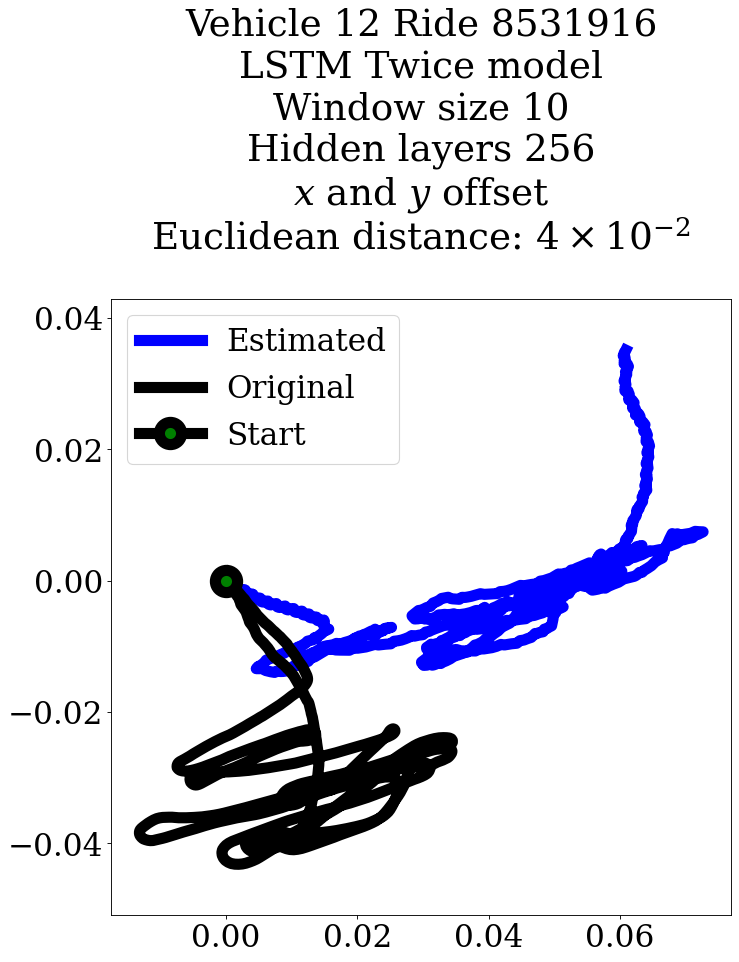 Vehicle 12 Ride 8531916
LSTM Twice model
Window size 10
Hidden layers 256
x and y offset
Euclidean distance: 4 × 10⁻²
Estimated
Original
Start
0.04
0.02
0.00
−0.02
−0.04
0.00 0.02 0.04 0.06